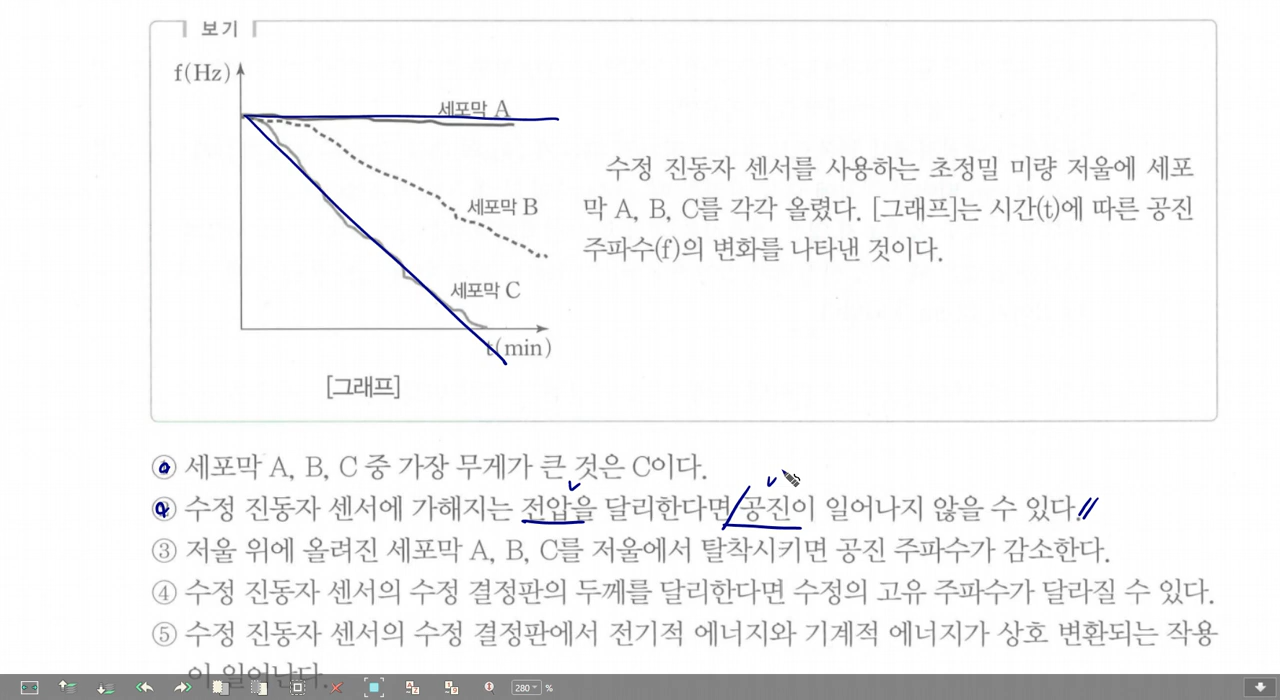 보기
f(Hz)
세포막 A
세포막 B
세포막 C
t(min)
[그래프]
수정 진동자 센서를 사용하는 초정밀 미량 저울에 세포
막 A, B, C를 각각 올렸다. [그래프]는 시간(t)에 따른 공진
주파수(f)의 변화를 나타낸 것이다.
① 세포막 A, B, C 중 가장 무게가 큰 것은 C이다.
② 수정 진동자 센서에 가해지는 전압을 달리한다면 공진이 일어나지 않을 수 있다.
③ 저울 위에 올려진 세포막 A, B, C를 저울에서 탈착시키면 공진 주파수가 감소한다.
④ 수정 진동자 센서의 수정 결정판의 두께를 달리한다면 수정의 고유 주파수가 달라질 수 있다.
⑤ 수정 진동자 센서의 수정 결정판에서 전기적 에너지와 기계적 에너지가 상호 변환되는 작용
이 일어난다.
280 %